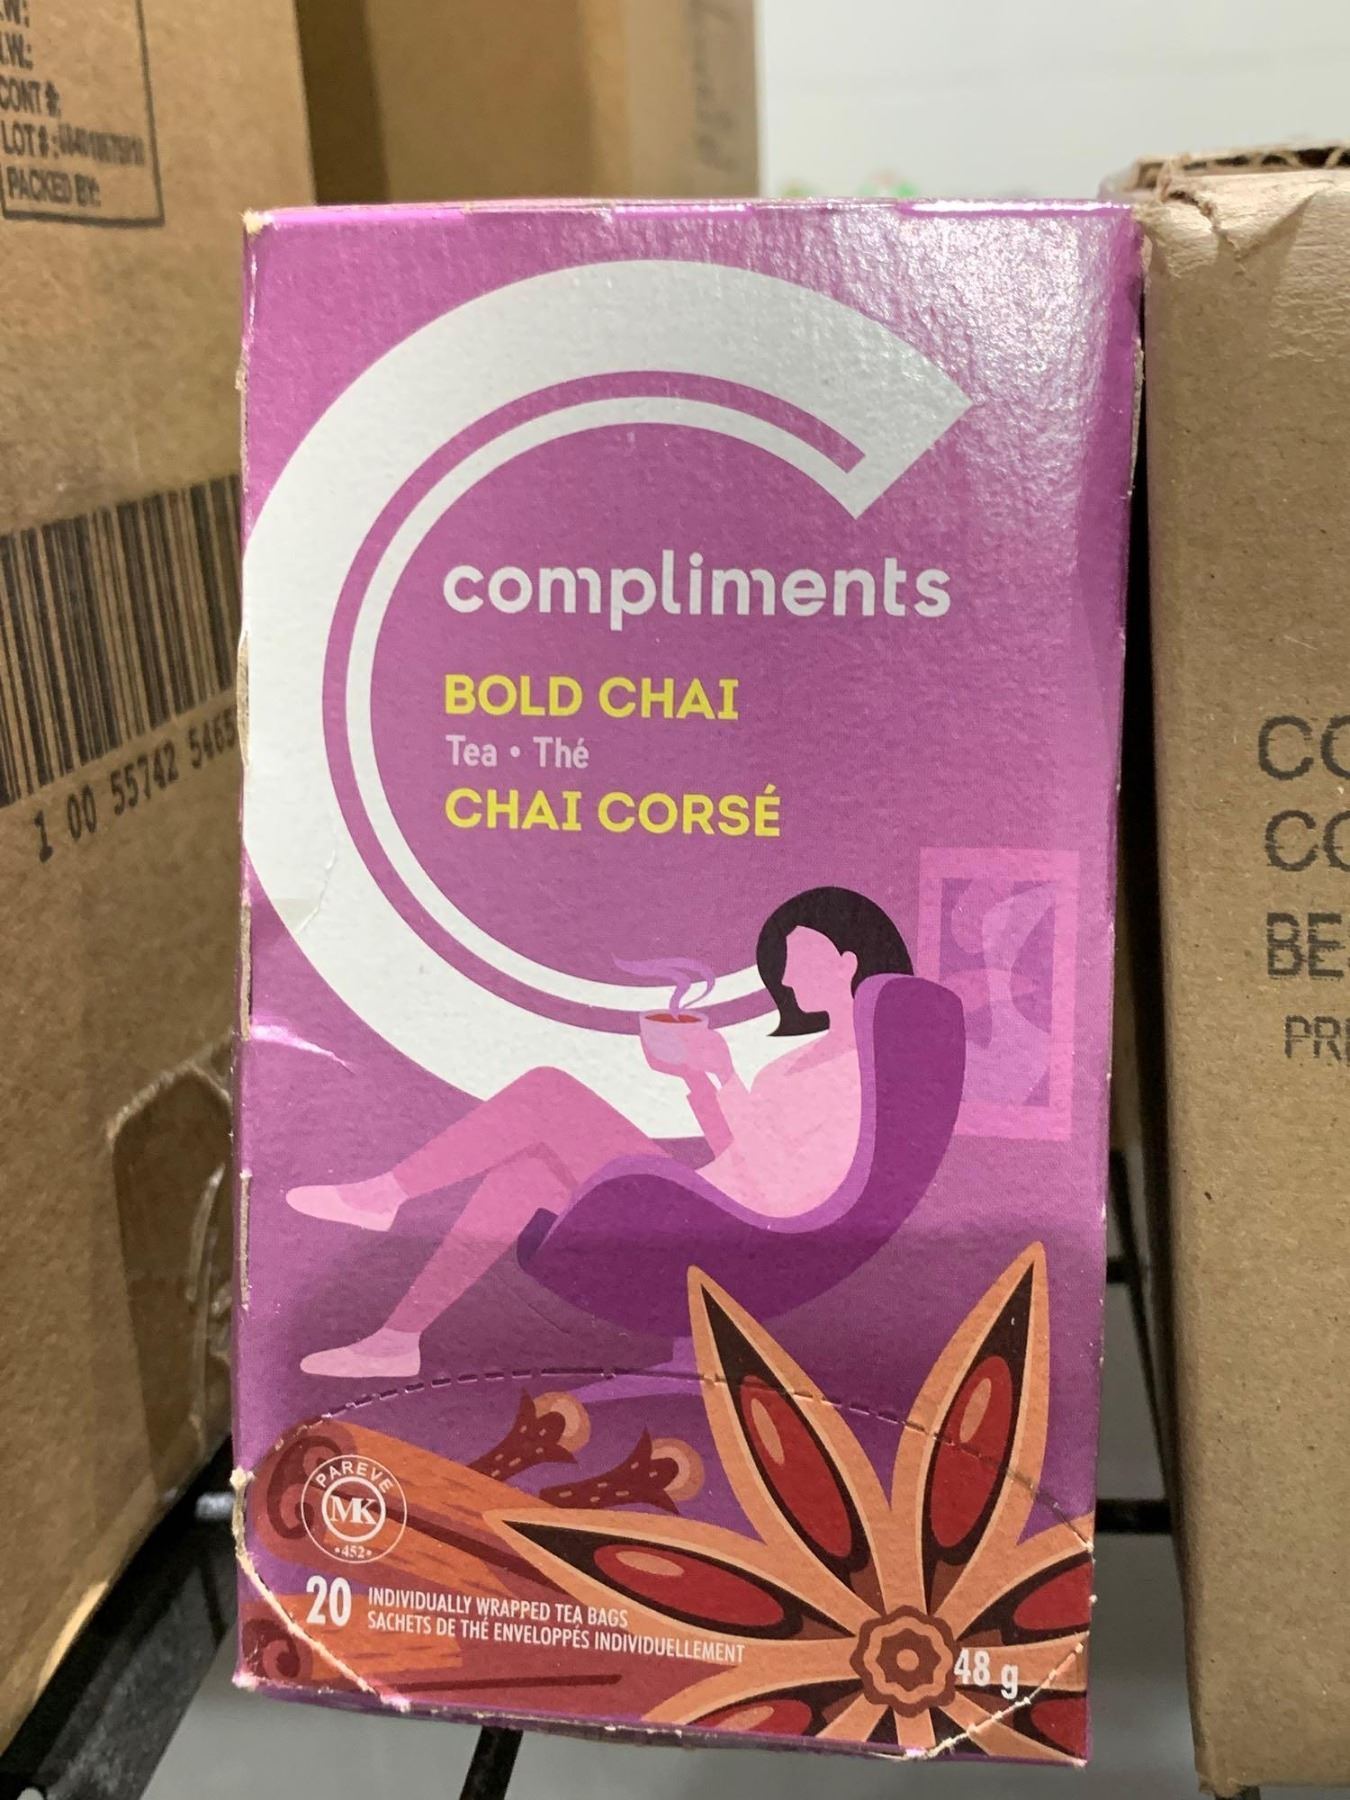 W:
.W.:
CONT #:
LOT #:
PACKED BY:
1 00 55742 5465
compliments
BOLD CHAI
Tea • Thé
CHAI CORSÉ
PAREVE
MK
•452•
20 INDIVIDUALLY WRAPPED TEA BAGS
SACHETS DE THÉ ENVELOPPÉS INDIVIDUELLEMENT
48 g
CO
CO
BE
PR